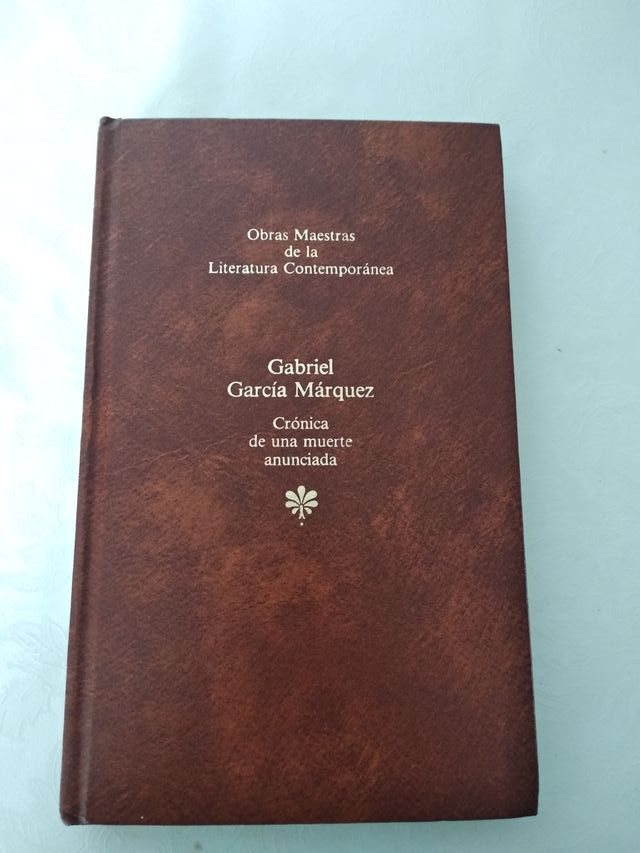 Obras Maestras
de la
Literatura Contemporánea
Gabriel
García Márquez
Crónica
de una muerte
anunciada